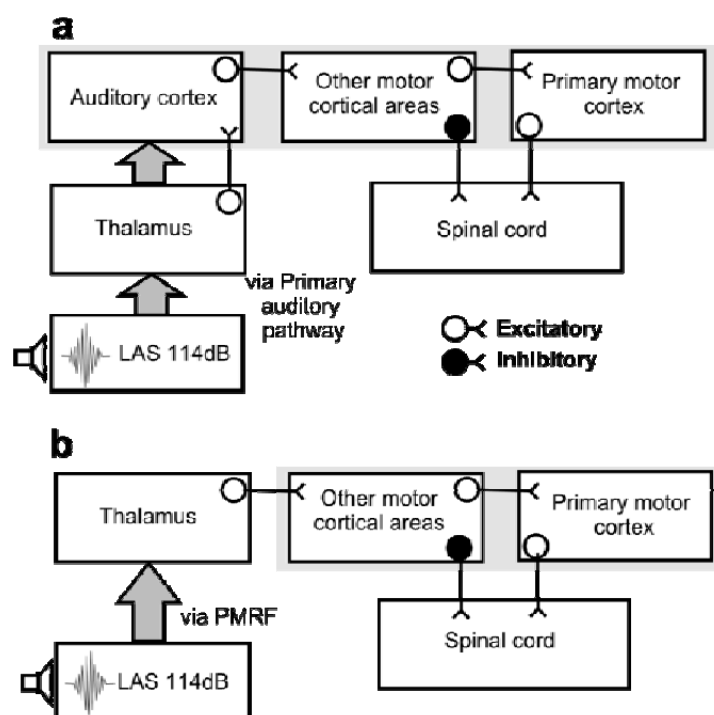 a
Auditory cortex
Other motor
cortical areas
Primary motor
cortex
Thalamus
Spinal cord
via Primary
auditory
pathway
LAS 114dB
Excitatory
Inhibitory
b
Thalamus
Other motor
cortical areas
Primary motor
cortex
via PMRF
Spinal cord
LAS 114dB